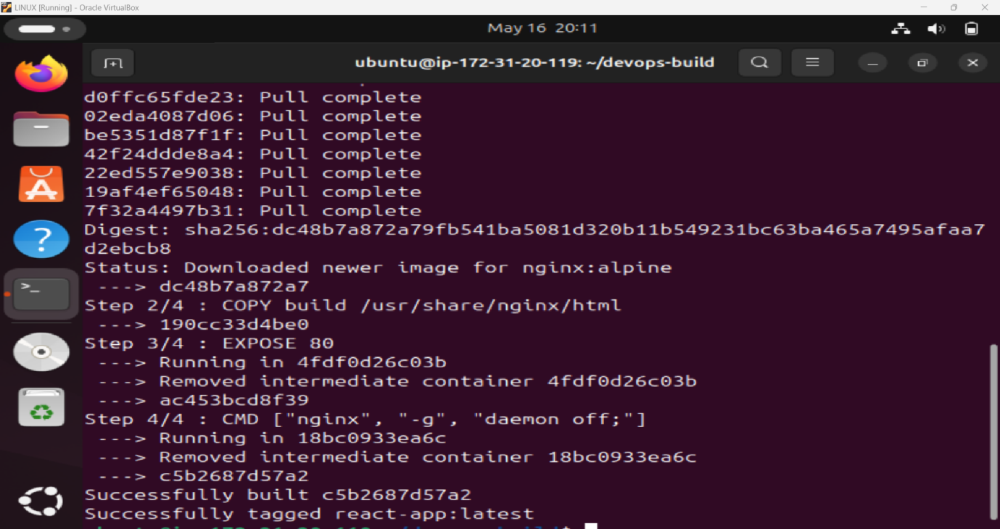 LINUX [Running] - Oracle VirtualBox
May 16 20:11
ubuntu@ip-172-31-20-119: ~/devops-build
d0ffc65fde23: Pull complete
02eda4087d06: Pull complete
be5351d87f1f: Pull complete
42f24ddde8a4: Pull complete
22ed557e9038: Pull complete
19af4ef65048: Pull complete
7f32a4497b31: Pull complete
Digest: sha256:dc48b7a872a79fb541ba5081d320b11b549231bc63ba465a7495afaa7
d2ebcb8
Status: Downloaded newer image for nginx:alpine
 ---> dc48b7a872a7
Step 2/4 : COPY build /usr/share/nginx/html
 ---> 190cc33d4be0
Step 3/4 : EXPOSE 80
 ---> Running in 4fdf0d26c03b
 ---> Removed intermediate container 4fdf0d26c03b
 ---> ac453bcd8f39
Step 4/4 : CMD ["nginx", "-g", "daemon off;"]
 ---> Running in 18bc0933ea6c
 ---> Removed intermediate container 18bc0933ea6c
 ---> c5b2687d57a2
Successfully built c5b2687d57a2
Successfully tagged react-app:latest